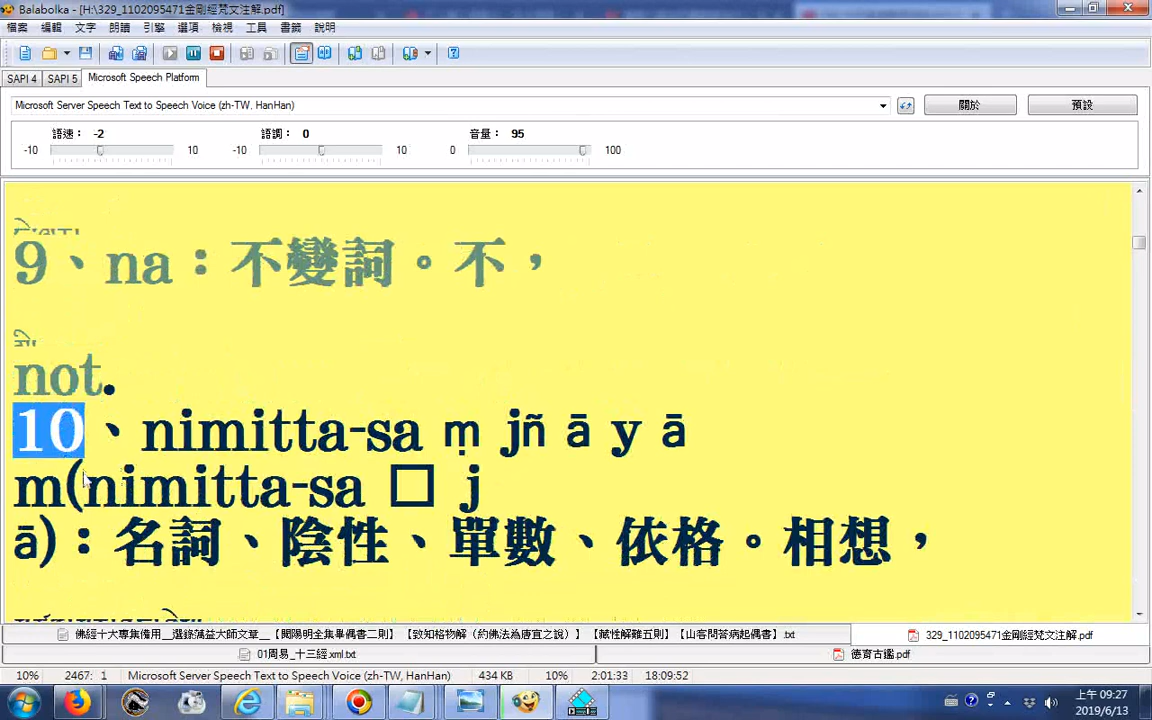 Balabolka - [H:\329_1102095471金剛經梵文注解.pdf]
檔案 編輯 文字 朗讀 引擎 選項 檢視 工具 書籤 說明
SAPI 4 SAPI 5 Microsoft Speech Platform
Microsoft Server Speech Text to Speech Voice (zh-TW, HanHan) 關於 預設
語速： -2 語調： 0 音量： 95
-10 10 -10 10 0 100
9、na：不變詞。不，
not.
10、nimitta-sa ṃ jñ ā y ā
m(nimitta-sa □ j
ā)：名詞、陰性、單數、依格。相想，
佛經十大專集備用__選錄蕅益大師文章__【閱陽明全集畢偶書二則】【致知格物解（約佛法為唐宜之說）】【藏性解難五則】【山客問答病起偶書】.txt 329_1102095471金剛經梵文注解.pdf
01周易_十三經.xml.txt 德育古鑑.pdf
10% 2467: 1 Microsoft Server Speech Text to Speech Voice (zh-TW, HanHan) 434 KB 10% 2:01:33 18:09:52
上午 09:27
2019/6/13